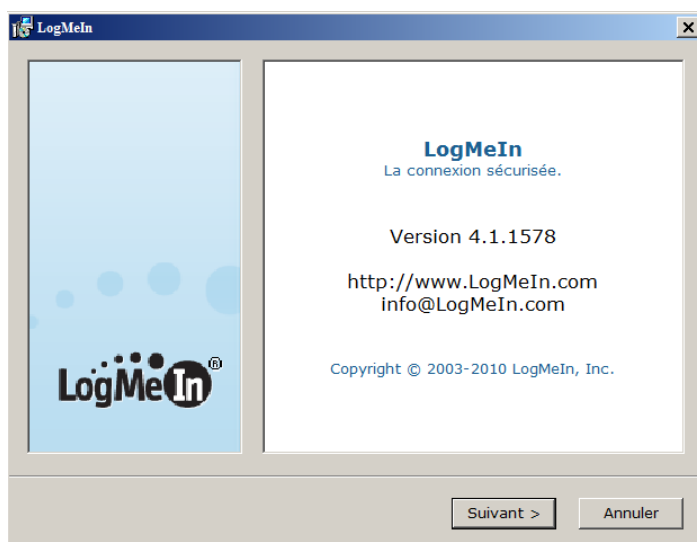 LogMeIn
LogMeIn
La connexion sécurisée.
Version 4.1.1578
http://www.LogMeIn.com
info@LogMeIn.com
LogMeIn®
Copyright © 2003-2010 LogMeIn, Inc.
Suivant >
Annuler